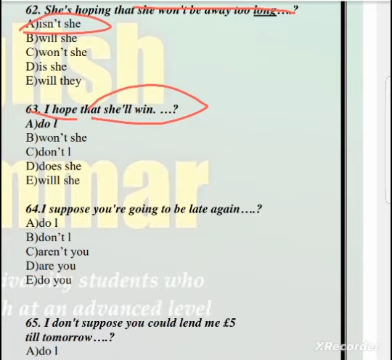 62. She's hoping that she won't be away too long…?
A)isn't she
B)will she
C)won't she
D)is she
E)will they
63. I hope that she'll win. …?
A)do I
B)won't she
C)don't I
D)does she
E)willl she
64.I suppose you're going to be late again….?
A)do I
B)don't I
C)aren't you
D)are you
E)do you
65. I don't suppose you could lend me £5
till tomorrow….?
A)do I
lish
mmar
iversity students who
h at an advanced level
XRecorder